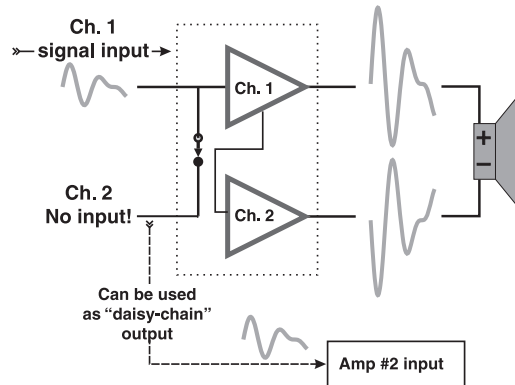 Ch. 1
signal input
Ch. 1
Ch. 2
No input!
Ch. 2
+
−
Can be used
as “daisy-chain”
output
Amp #2 input